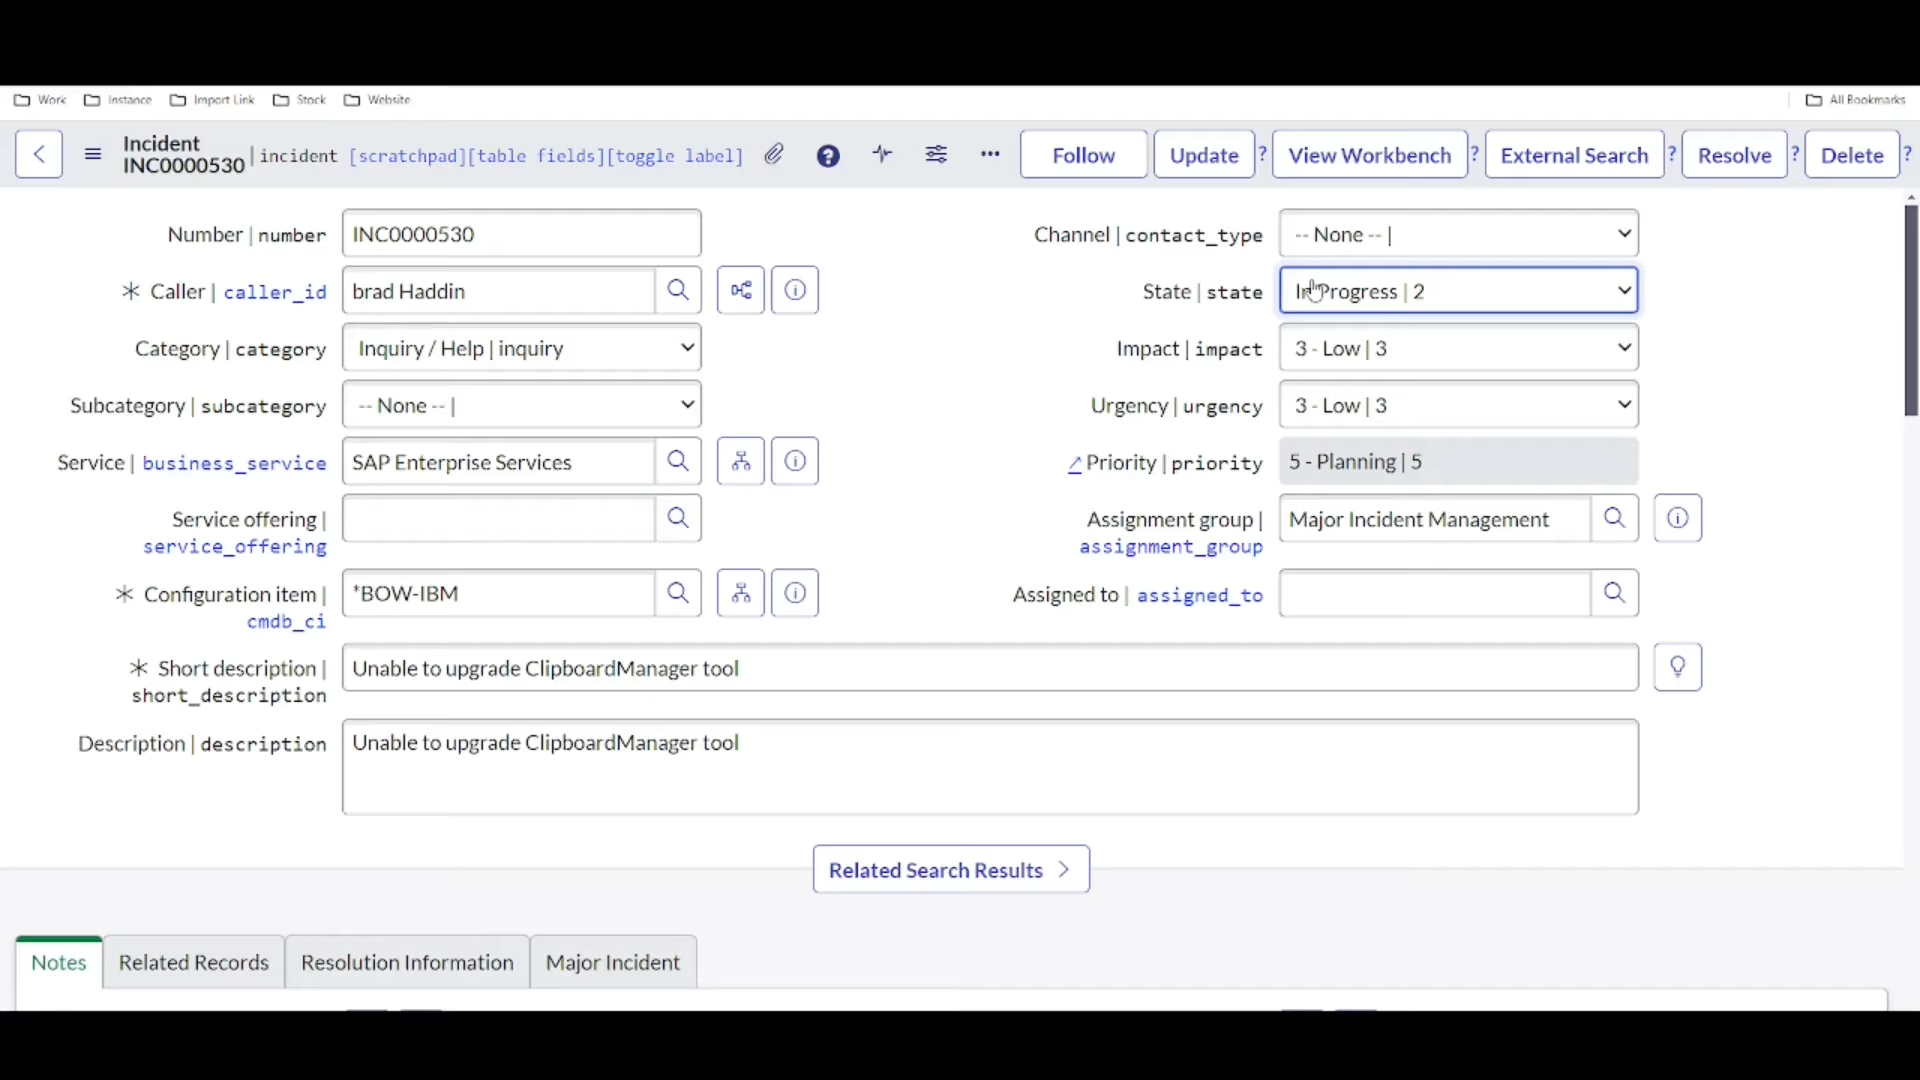 Work Instance Import Link Stock Website All Bookmarks
Incident
INC0000530 | incident [scratchpad][table fields][toggle label] Follow Update ? View Workbench ? External Search ? Resolve ? Delete ?
Number | number INC0000530
Channel | contact_type -- None -- |
Caller | caller_id brad Haddin
State | state In Progress | 2
Category | category Inquiry / Help | inquiry
Impact | impact 3 - Low | 3
Subcategory | subcategory -- None -- |
Urgency | urgency 3 - Low | 3
Service | business_service SAP Enterprise Services
Priority | priority 5 - Planning | 5
Service offering |
service_offering
Assignment group | Major Incident Management
assignment_group
Configuration item | *BOW-IBM
cmdb_ci
Assigned to | assigned_to
Short description | Unable to upgrade ClipboardManager tool
short_description
Description | description Unable to upgrade ClipboardManager tool
Related Search Results
Notes Related Records Resolution Information Major Incident